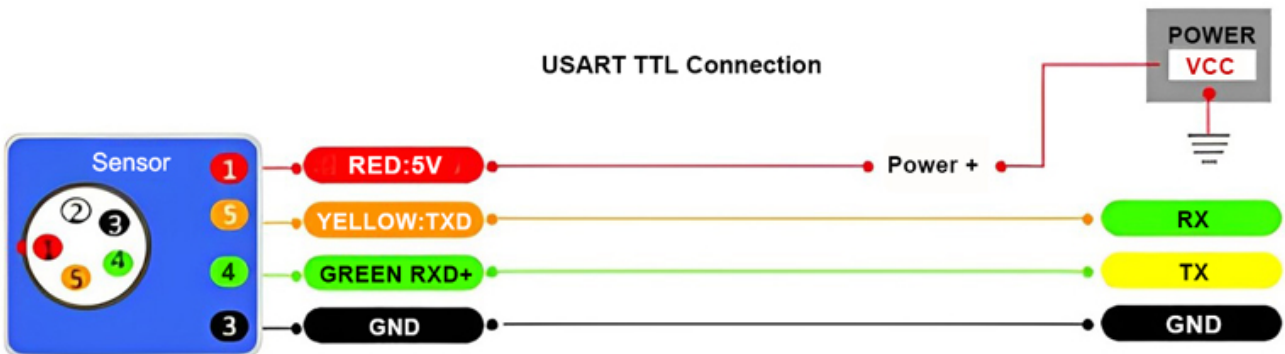 POWER
VCC
USART TTL Connection
Sensor
1
RED:5V
Power +
2
3
1
4
5
5
YELLOW:TXD
RX
4
GREEN RXD+
TX
3
GND
GND